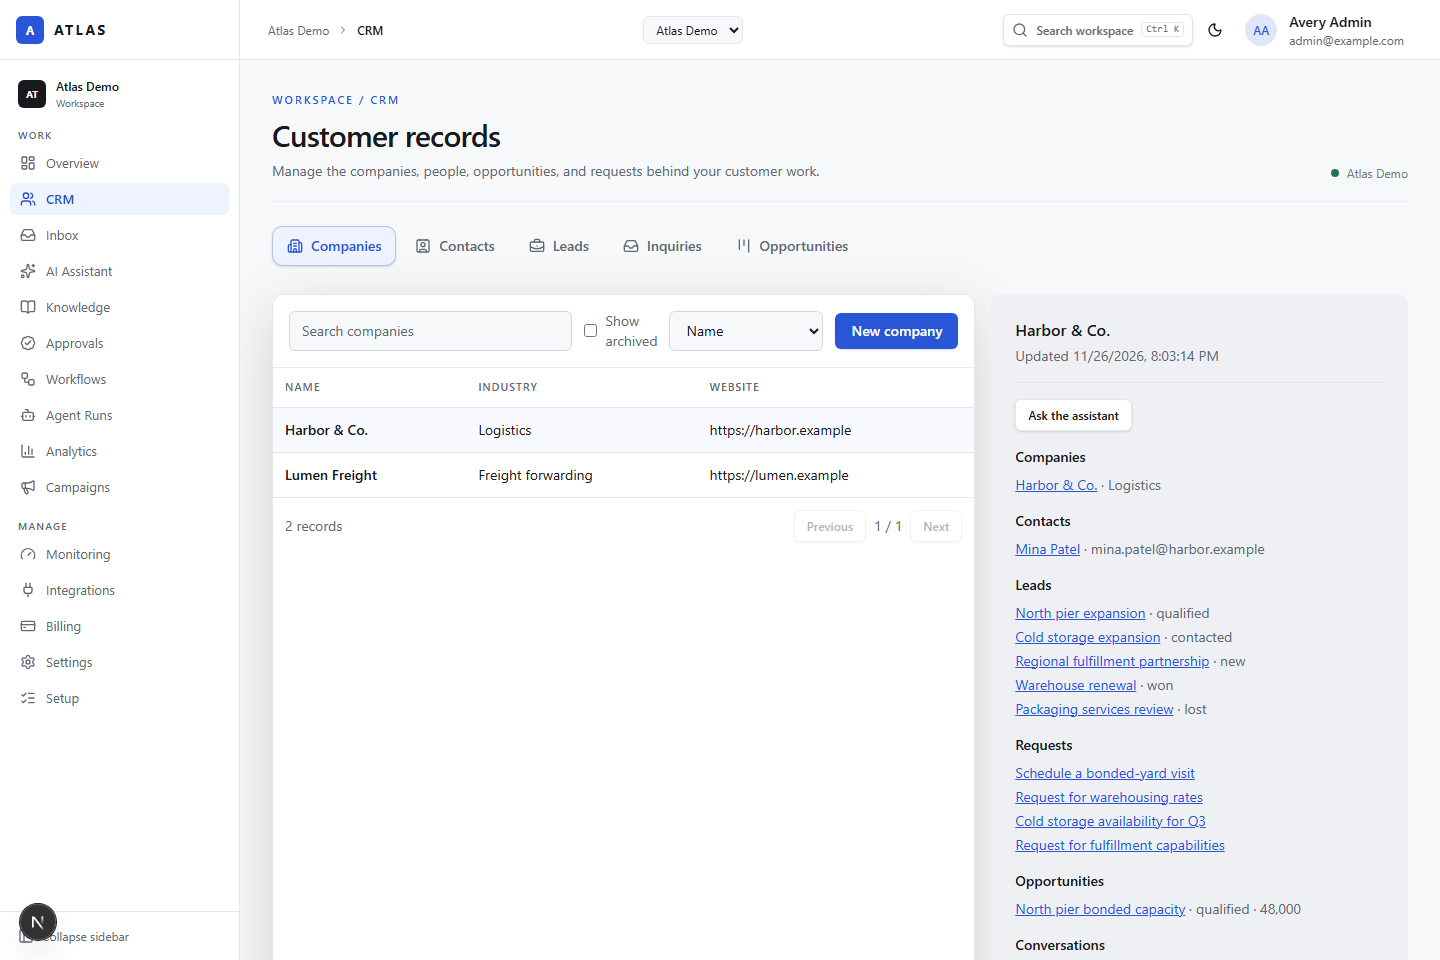 A ATLAS
Atlas Demo > CRM
Atlas Demo
Search workspace Ctrl K
AA
Avery Admin
admin@example.com
AT
Atlas Demo
Workspace
WORK
Overview
CRM
Inbox
AI Assistant
Knowledge
Approvals
Workflows
Agent Runs
Analytics
Campaigns
MANAGE
Monitoring
Integrations
Billing
Settings
Setup
N
Collapse sidebar
WORKSPACE / CRM
Customer records
Manage the companies, people, opportunities, and requests behind your customer work.
Atlas Demo
Companies Contacts Leads Inquiries Opportunities
Search companies
Show archived
Name
New company
NAME INDUSTRY WEBSITE
Harbor & Co. Logistics https://harbor.example
Lumen Freight Freight forwarding https://lumen.example
2 records Previous 1 / 1 Next
Harbor & Co.
Updated 11/26/2026, 8:03:14 PM
Ask the assistant
Companies
Harbor & Co. · Logistics
Contacts
Mina Patel · mina.patel@harbor.example
Leads
North pier expansion · qualified
Cold storage expansion · contacted
Regional fulfillment partnership · new
Warehouse renewal · won
Packaging services review · lost
Requests
Schedule a bonded-yard visit
Request for warehousing rates
Cold storage availability for Q3
Request for fulfillment capabilities
Opportunities
North pier bonded capacity · qualified · 48,000
Conversations